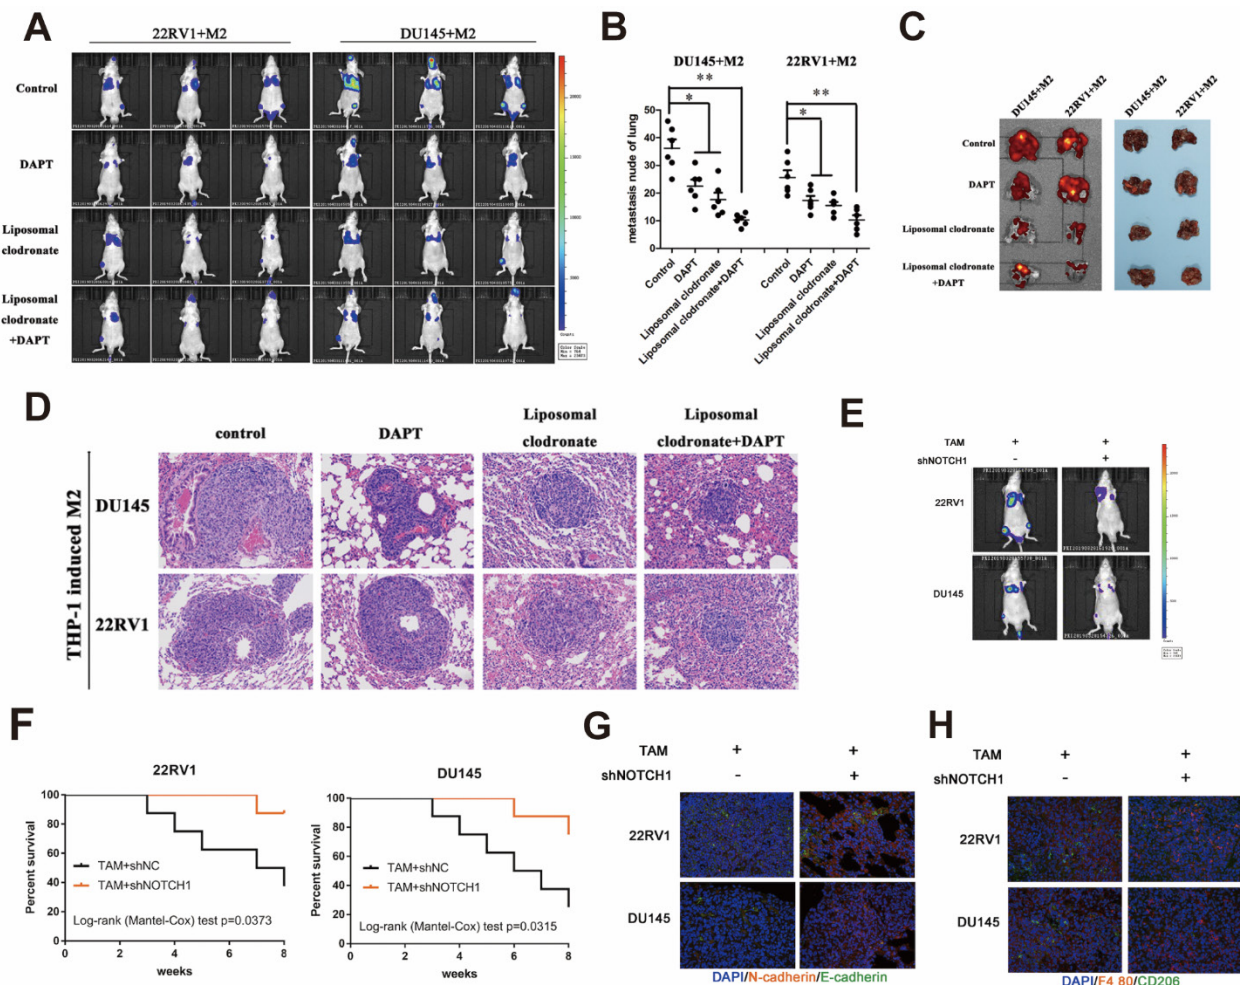 A
22RV1+M2
DU145+M2
Control
DAPT
Liposomal
clodronate
Liposomal
clodronate
+DAPT
B
DU145+M2
22RV1+M2
**
*
**
*
metastasis nude of lung
50
40
30
20
10
0
Control
DAPT
Liposomal clodronate
Liposomal clodronate+DAPT
Control
DAPT
Liposomal clodronate
Liposomal clodronate+DAPT
C
DU145+M2
22RV1+M2
DU145+M2
22RV1+M2
Control
DAPT
Liposomal clodronate
Liposomal clodronate
+DAPT
D
control
DAPT
Liposomal
clodronate
Liposomal
clodronate+DAPT
THP-1 induced M2
DU145
22RV1
E
TAM + +
shNOTCH1 - +
22RV1
DU145
F
22RV1
Percent survival
100
80
60
40
20
0
TAM+shNC
TAM+shNOTCH1
Log-rank (Mantel-Cox) test p=0.0373
0 2 4 6 8
weeks
DU145
Percent survival
100
80
60
40
20
0
TAM+shNC
TAM+shNOTCH1
Log-rank (Mantel-Cox) test p=0.0315
0 2 4 6 8
weeks
G
TAM + +
shNOTCH1 - +
22RV1
DU145
DAPI/N-cadherin/E-cadherin
H
TAM + +
shNOTCH1 - +
22RV1
DU145
DAPI/F4_80/CD206